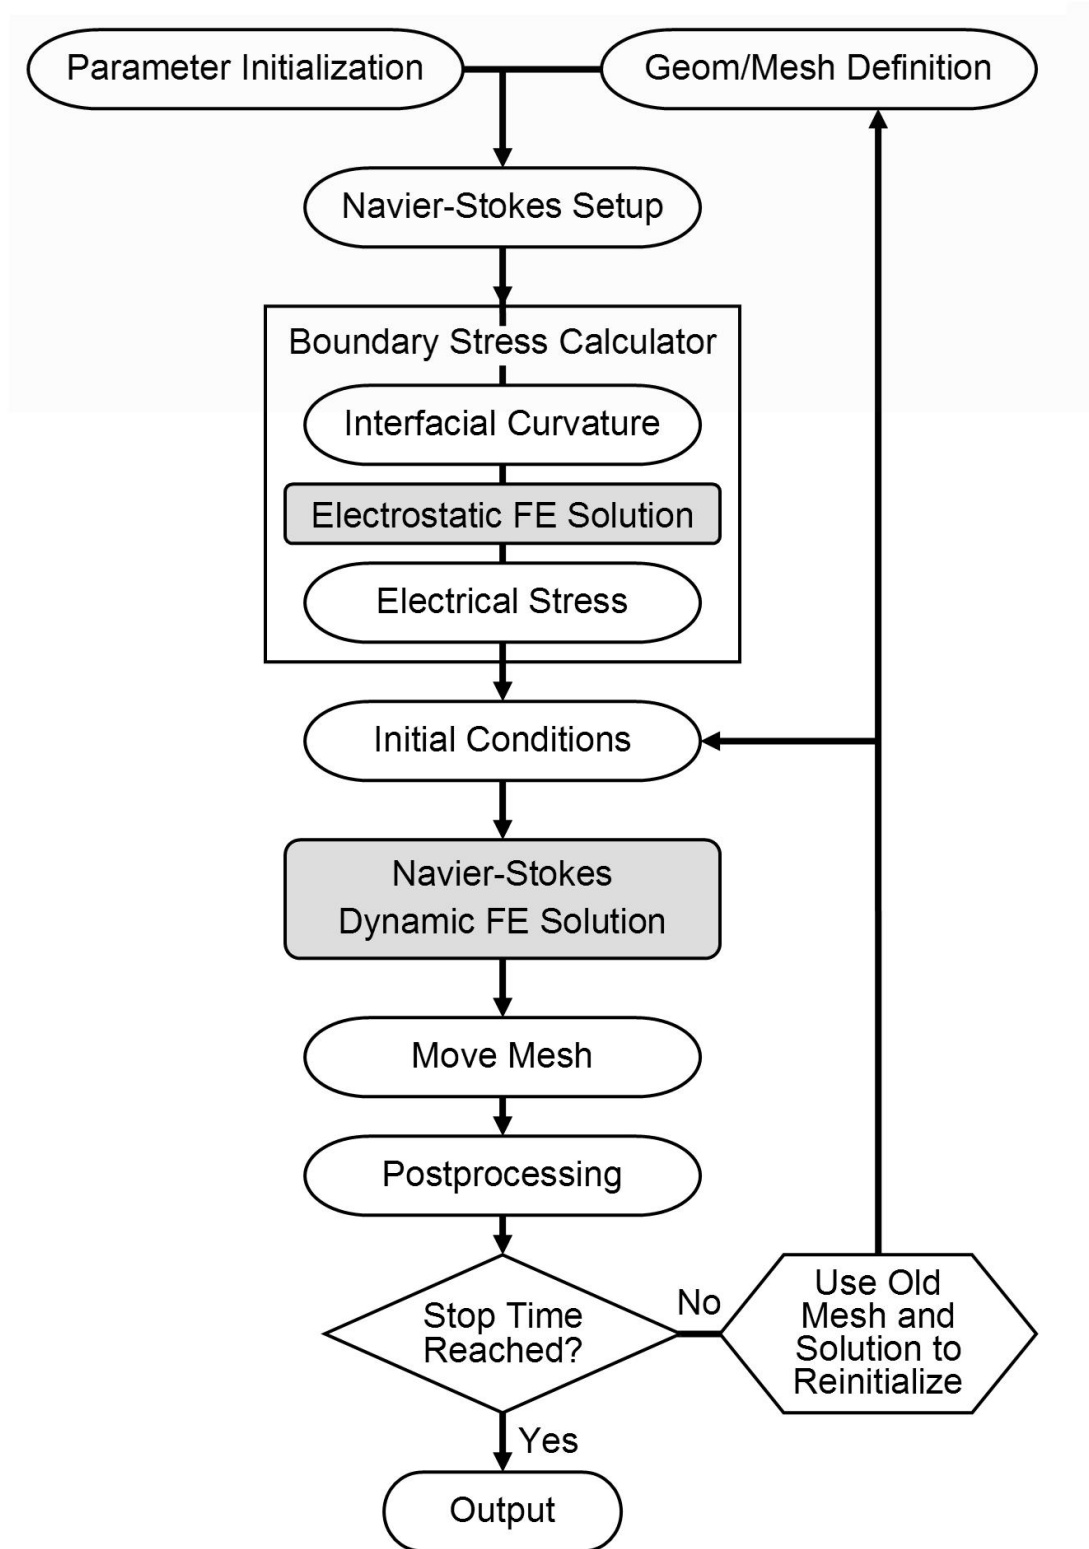 Parameter Initialization
Geom/Mesh Definition
Navier-Stokes Setup
Boundary Stress Calculator
Interfacial Curvature
Electrostatic FE Solution
Electrical Stress
Initial Conditions
Navier-Stokes
Dynamic FE Solution
Move Mesh
Postprocessing
Stop Time
Reached?
No
Use Old
Mesh and
Solution to
Reinitialize
Yes
Output